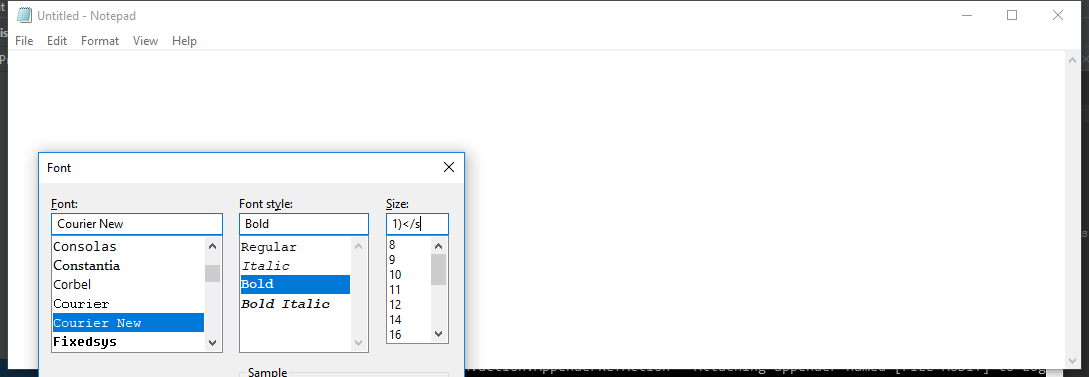 Untitled - Notepad
File Edit Format View Help
Font
Font: Font style: Size:
Courier New Bold 1)</s
Consolas Regular 8
Constantia Italic 9
Corbel Bold 10
Courier Bold Italic 11
Courier New 12
Fixedsys 14
16
Sample